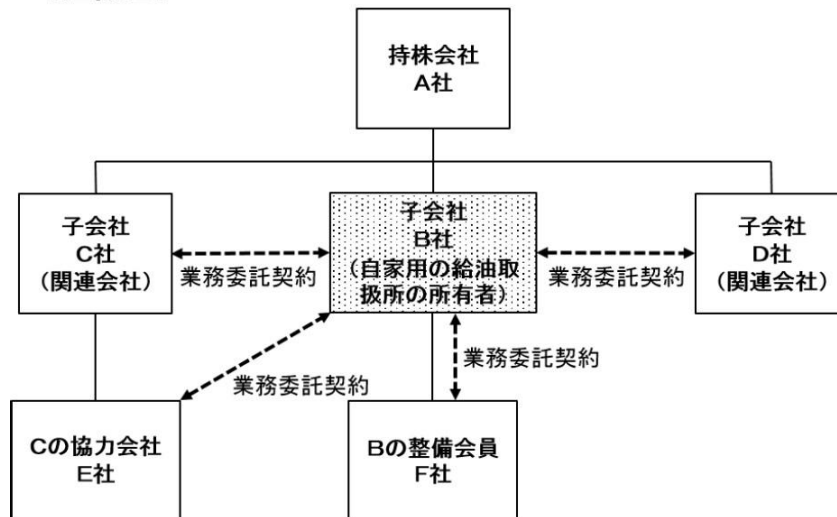 持株会社
A社
子会社
C社
(関連会社)
業務委託契約
子会社
B社
(自家用の給油取
扱所の所有者)
業務委託契約
子会社
D社
(関連会社)
業務委託契約
業務委託契約
Cの協力会社
E社
Bの整備会員
F社